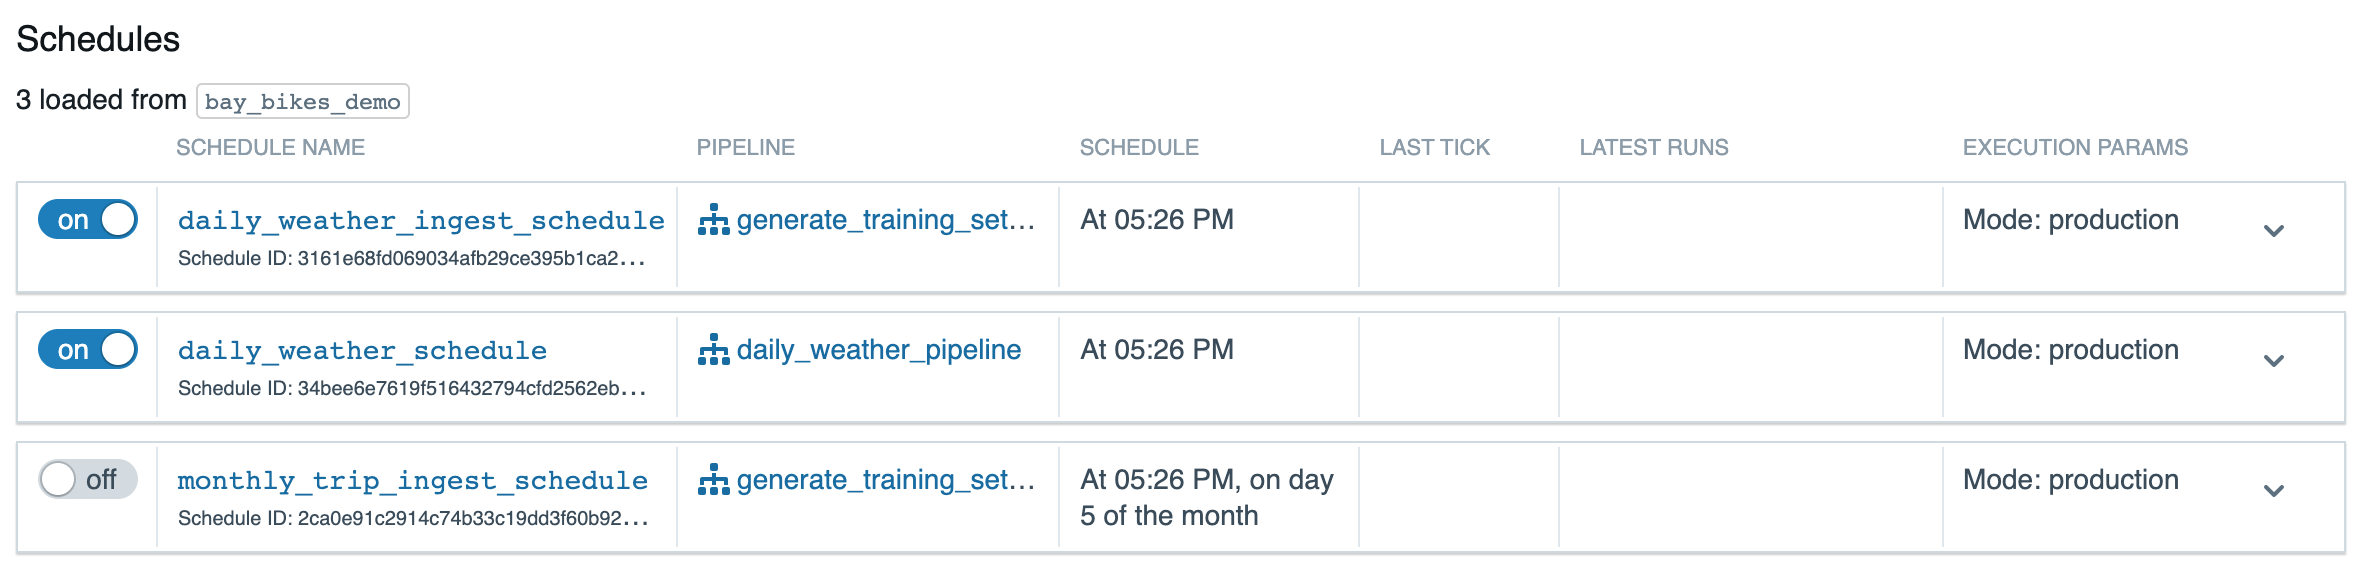 Schedules
3 loaded from bay_bikes_demo
SCHEDULE NAME PIPELINE SCHEDULE LAST TICK LATEST RUNS EXECUTION PARAMS
on daily_weather_ingest_schedule generate_training_set... At 05:26 PM Mode: production
Schedule ID: 3161e68fd069034afb29ce395b1ca2...
on daily_weather_schedule daily_weather_pipeline At 05:26 PM Mode: production
Schedule ID: 34bee6e7619f516432794cfd2562eb...
off monthly_trip_ingest_schedule generate_training_set... At 05:26 PM, on day Mode: production
Schedule ID: 2ca0e91c2914c74b33c19dd3f60b92... 5 of the month